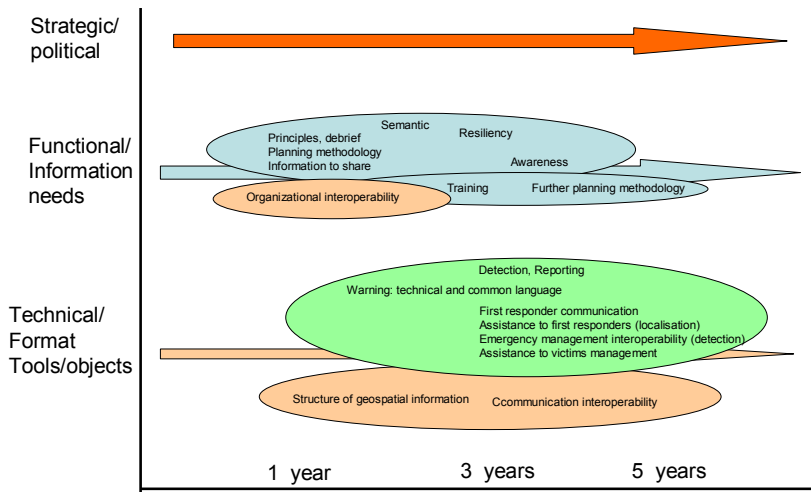 Strategic/
political
Functional/
Information
needs
Semantic
Resiliency
Principles, debrief
Planning methodology
Information to share
Awareness
Training
Further planning methodology
Organizational interoperability
Technical/
Format
Tools/objects
Detection, Reporting
Warning: technical and common language
First responder communication
Assistance to first responders (localisation)
Emergency management interoperability (detection)
Assistance to victims management
Structure of geospatial information
Ccommunication interoperability
1 year
3 years
5 years